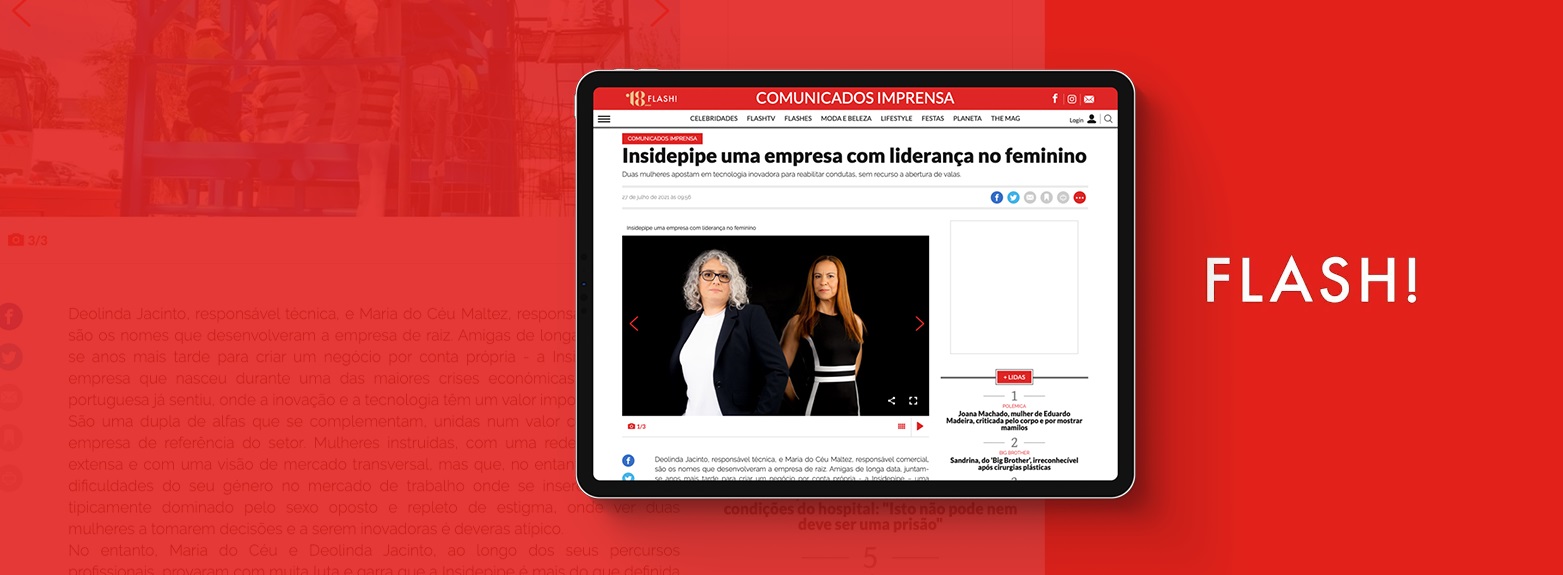 3/3
Deolinda Jacinto, responsável técnica, e Maria do Céu Maltez,
são os nomes que desenvolveram a empresa de raiz. Amigas de longa
se anos mais tarde para criar um negócio por conta própria - a
empresa que nasceu durante uma das maiores crises económicas
portuguesa já sentiu, onde a inovação e a tecnologia têm um valor
São uma dupla de alfas que se complementam, unidas num valor
empresa de referência do setor. Mulheres instruídas, com uma rede
extensa e com uma visão de mercado transversal, mas que, no
dificuldades do seu género no mercado de trabalho onde se
tipicamente dominado pelo sexo oposto e repleto de estigma, onde ver duas
mulheres a tomarem decisões e a serem inovadoras é deveras atípico.
No entanto, Maria do Céu e Deolinda Jacinto, ao longo dos seus percursos
profissionais, provaram com muita luta e garra que a Insidepipe é mais do que definida
18 FLASH!
COMUNICADOS IMPRENSA
CELEBRIDADES FLASHTV FLASHES MODA E BELEZA LIFESTYLE FESTAS PLANETA THE MAG
Login
COMUNICADOS IMPRENSA
Insidepipe uma empresa com liderança no feminino
Duas mulheres apostam em tecnologia inovadora para reabilitar condutas, sem recurso a abertura de valas.
27 de julho de 2021 às 09:56
Insidepipe uma empresa com liderança no feminino
1/3
Deolinda Jacinto, responsável técnica, e Maria do Céu Maltez, responsável comercial,
são os nomes que desenvolveram a empresa de raiz. Amigas de longa data, juntam-
se anos mais tarde para criar um negócio por conta própria - a Insidepipe - uma
+ LIDAS
1
POLÉMICA
Joana Machado, mulher de Eduardo
Madeira, criticada pelo corpo e por mostrar
mamilos
2
BIG BROTHER
Sandrina, do 'Big Brother', irreconhecível
após cirurgias plásticas
condições do hospital: "Isto não pode nem
deve ser uma prisão"
5
FLASH!